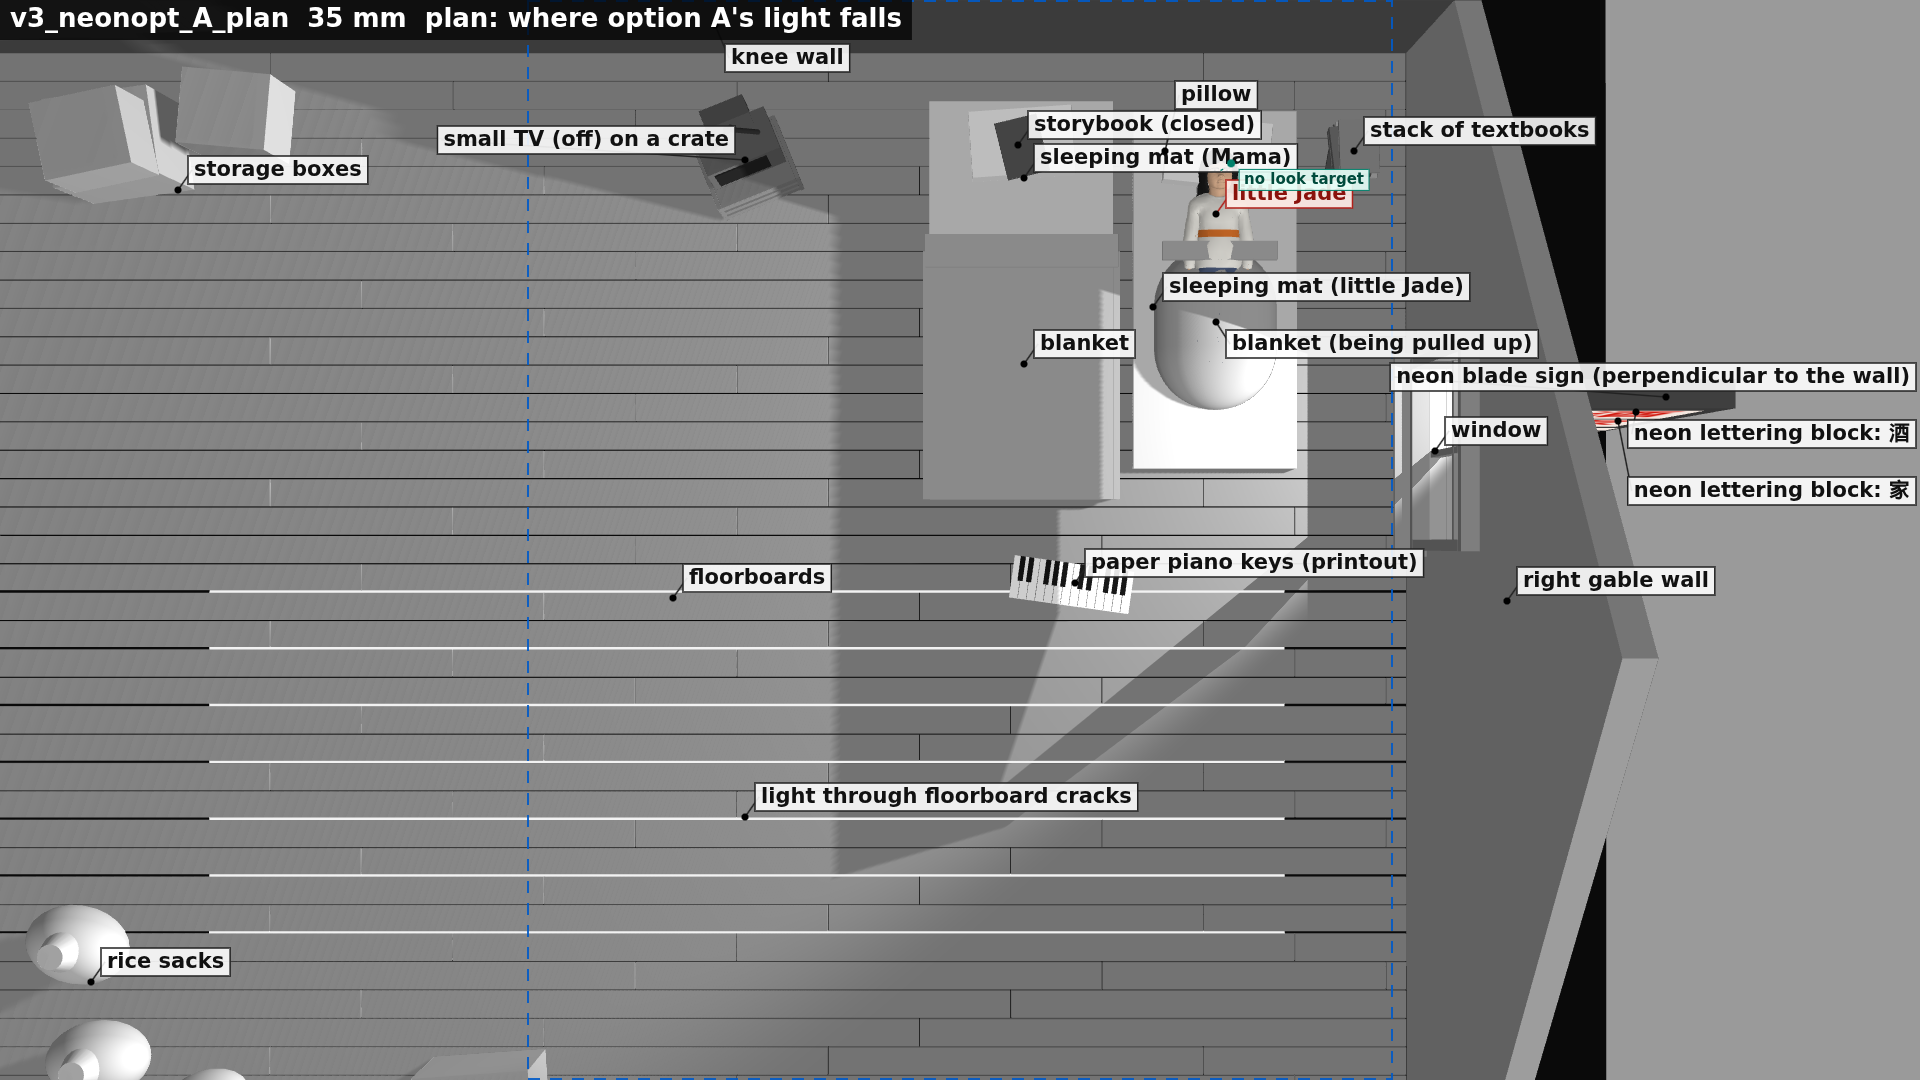 v3_neonopt_A_plan 35 mm plan: where option A's light falls
knee wall
pillow
storybook (closed)
small TV (off) on a crate
stack of textbooks
sleeping mat (Mama)
storage boxes
no look target
little Jade
sleeping mat (little Jade)
blanket
blanket (being pulled up)
neon blade sign (perpendicular to the wall)
window
neon lettering block: 酒
neon lettering block: 家
paper piano keys (printout)
floorboards
right gable wall
light through floorboard cracks
rice sacks